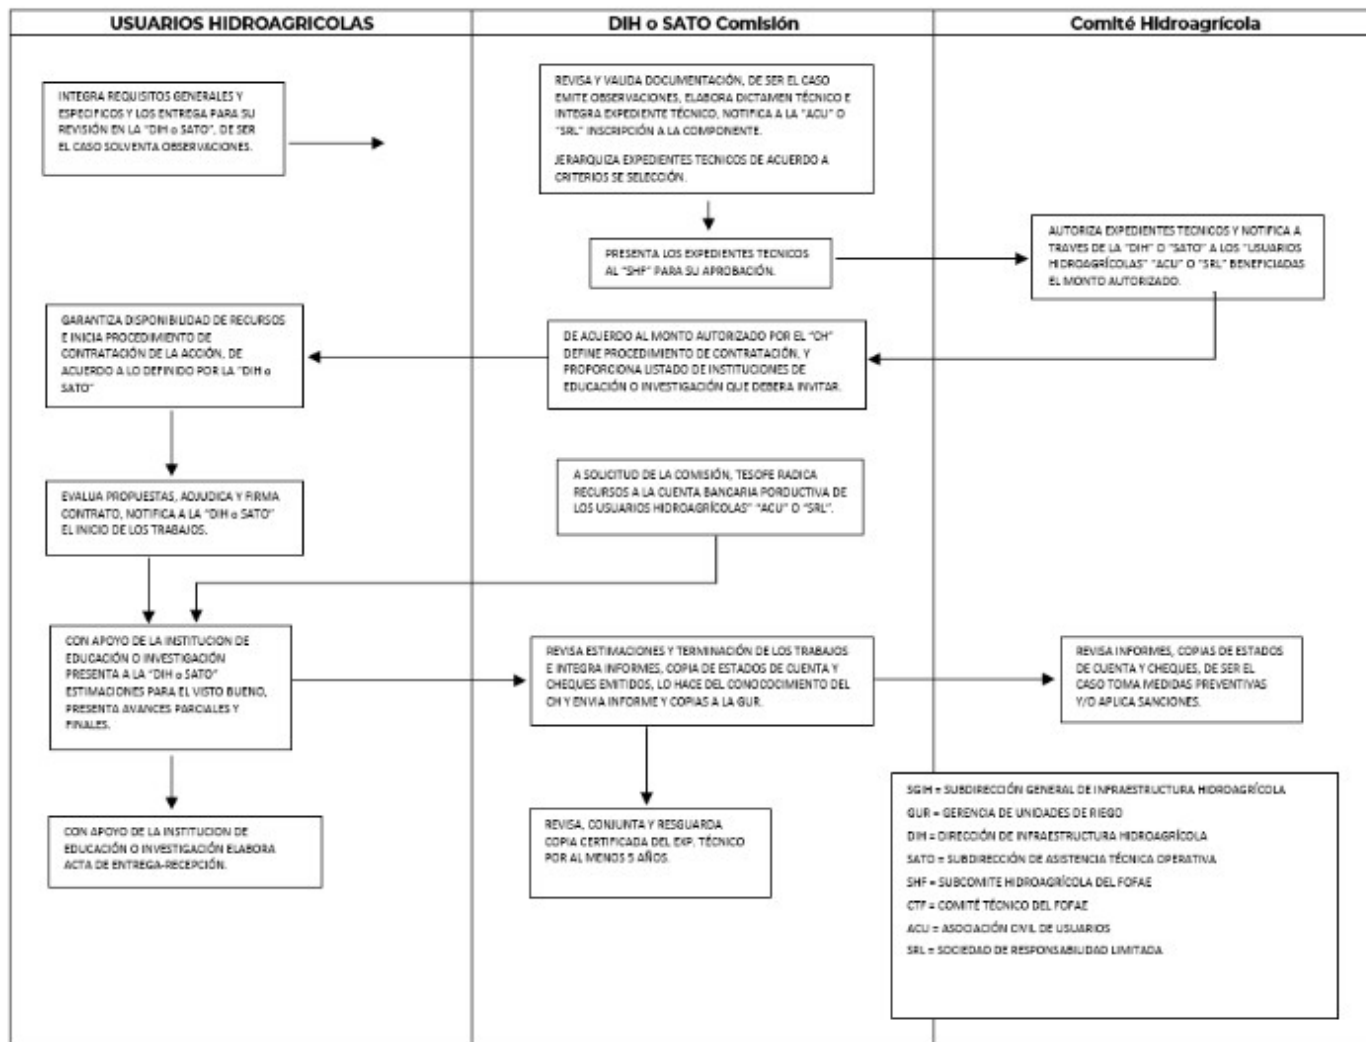 USUARIOS HIDROAGRICOLAS
DIH o SATO Comisión
Comité Hidroagrícola
INTEGRA REQUISITOS GENERALES Y
ESPECIFICOS Y LOS ENTREGA PARA SU
REVISIÓN EN LA "DIH o SATO", DE SER
EL CASO SOLVENTA OBSERVACIONES.
REVISA Y VALIDA DOCUMENTACIÓN, DE SER EL CASO
EMITE OBSERVACIONES, ELABORA DICTAMEN TÉCNICO E
INTEGRA EXPEDIENTE TÉCNICO, NOTIFICA A LA "ACU" O
"SRL" INSCRIPCIÓN A LA COMPONENTE.
JERARQUIZA EXPEDIENTES TECNICOS DE ACUERDO A
CRITERIOS SE SELECCIÓN.
PRESENTA LOS EXPEDIENTES TECNICOS
AL "SHF" PARA SU APROBACIÓN.
AUTORIZA EXPEDIENTES TECNICOS Y NOTIFICA A
TRAVES DE LA "DIH" O "SATO" A LOS "USUARIOS
HIDROAGRÍCOLAS" "ACU" O "SRL" BENEFICIADAS
EL MONTO AUTORIZADO.
GARANTIZA DISPONIBILIDAD DE RECURSOS
E INICIA PROCEDIMIENTO DE
CONTRATACIÓN DE LA ACCIÓN, DE
ACUERDO A LO DEFINIDO POR LA "DIH o
SATO"
DE ACUERDO AL MONTO AUTORIZADO POR EL "CH"
DEFINE PROCEDIMIENTO DE CONTRATACIÓN, Y
PROPORCIONA LISTADO DE INSTITUCIONES DE
EDUCACIÓN O INVESTIGACIÓN QUE DEBERA INVITAR.
EVALUA PROPUESTAS, ADJUDICA Y FIRMA
CONTRATO, NOTIFICA A LA "DIH o SATO"
EL INICIO DE LOS TRABAJOS.
A SOLICITUD DE LA COMISIÓN, TESOFE RADICA
RECURSOS A LA CUENTA BANCARIA PORDUCTIVA DE
LOS USUARIOS HIDROAGRÍCOLAS" "ACU" O "SRL".
CON APOYO DE LA INSTITUCION DE
EDUCACIÓN O INVESTIGACIÓN
PRESENTA A LA "DIH o SATO"
ESTIMACIONES PARA EL VISTO BUENO,
PRESENTA AVANCES PARCIALES Y
FINALES.
REVISA ESTIMACIONES Y TERMINACIÓN DE LOS TRABAJOS
E INTEGRA INFORMES, COPIA DE ESTADOS DE CUENTA Y
CHEQUES EMITIDOS, LO HACE DEL CONOCOCIMIENTO DEL
CH Y ENVIA INFORME Y COPIAS A LA GUR.
REVISA INFORMES, COPIAS DE ESTADOS
DE CUENTA Y CHEQUES, DE SER EL
CASO TOMA MEDIDAS PREVENTIVAS
Y/O APLICA SANCIONES.
CON APOYO DE LA INSTITUCION DE
EDUCACIÓN O INVESTIGACIÓN ELABORA
ACTA DE ENTREGA-RECEPCIÓN.
REVISA, CONJUNTA Y RESGUARDA
COPIA CERTIFICADA DEL EXP. TÉCNICO
POR AL MENOS 5 AÑOS.
SGIH = SUBDIRECCIÓN GENERAL DE INFRAESTRUCTURA HIDROAGRÍCOLA
GUR = GERENCIA DE UNIDADES DE RIEGO
DIH = DIRECCIÓN DE INFRAESTRUCTURA HIDROAGRÍCOLA
SATO = SUBDIRECCIÓN DE ASISTENCIA TÉCNICA OPERATIVA
SHF = SUBCOMITE HIDROAGRÍCOLA DEL FOFAE
CTF = COMITÉ TÉCNICO DEL FOFAE
ACU = ASOCIACIÓN CIVIL DE USUARIOS
SRL = SOCIEDAD DE RESPONSABILIDAD LIMITADA